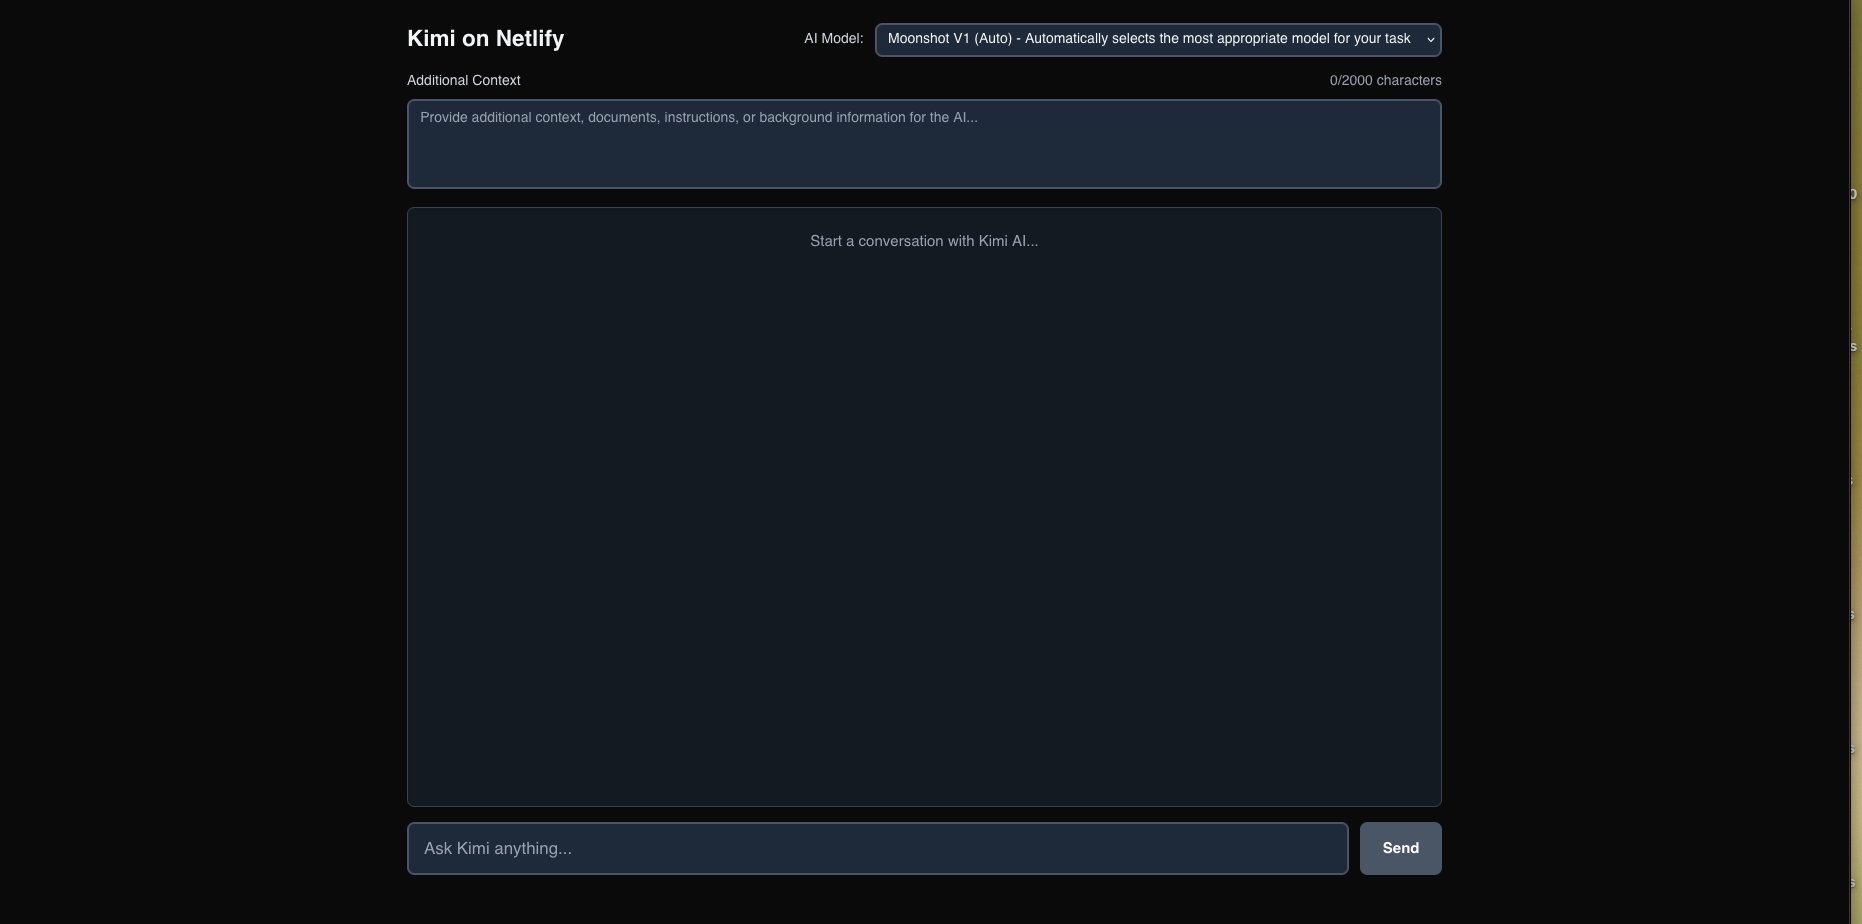 Kimi on Netlify
AI Model:
Moonshot V1 (Auto) - Automatically selects the most appropriate model for your task
Additional Context
0/2000 characters
Provide additional context, documents, instructions, or background information for the AI...
Start a conversation with Kimi AI...
Ask Kimi anything...
Send